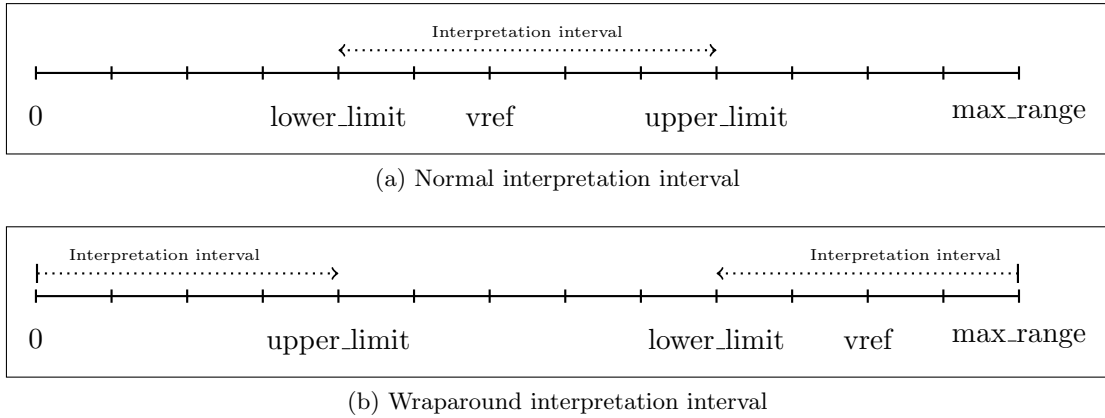 Interpretation interval
0 lower_limit vref upper_limit max_range
(a) Normal interpretation interval
Interpretation interval Interpretation interval
0 upper_limit lower_limit vref max_range
(b) Wraparound interpretation interval